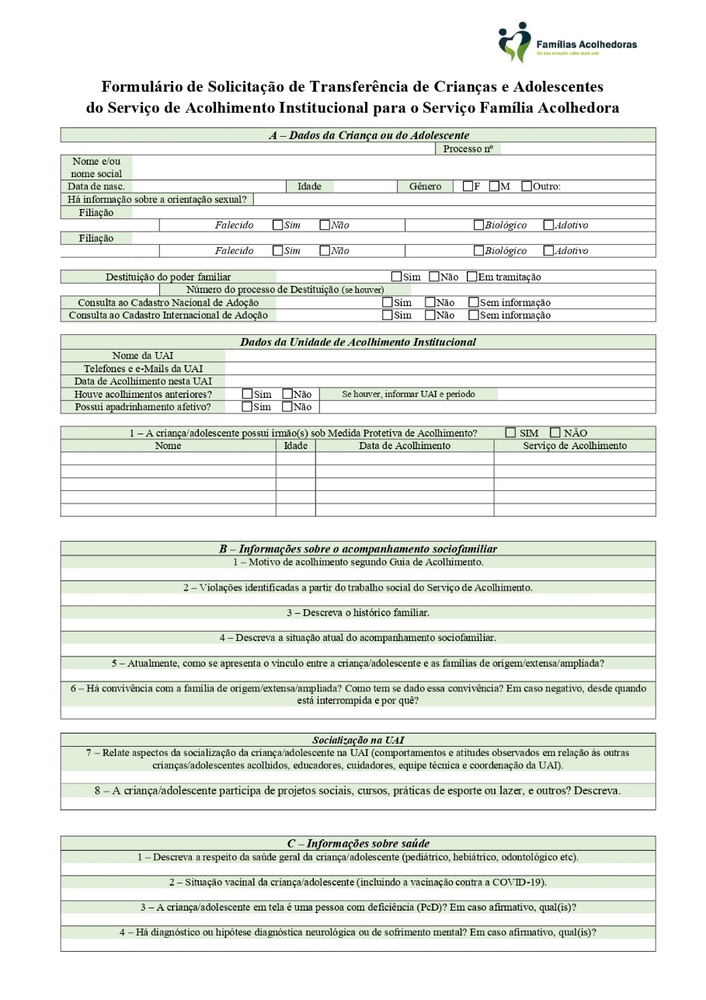 Famílias Acolhedoras
No seu coração cabe mais um!
Formulário de Solicitação de Transferência de Crianças e Adolescentes
do Serviço de Acolhimento Institucional para o Serviço Família Acolhedora
A – Dados da Criança ou do Adolescente
Processo nº
Nome e/ou
nome social
Data de nasc. Idade Gênero ☐F ☐M ☐Outro:
Há informação sobre a orientação sexual?
Filiação
Falecido ☐Sim ☐Não ☐Biológico ☐Adotivo
Filiação
Falecido ☐Sim ☐Não ☐Biológico ☐Adotivo
Destituição do poder familiar ☐Sim ☐Não ☐Em tramitação
Número do processo de Destituição (se houver)
Consulta ao Cadastro Nacional de Adoção ☐Sim ☐Não ☐Sem informação
Consulta ao Cadastro Internacional de Adoção ☐Sim ☐Não ☐Sem informação
Dados da Unidade de Acolhimento Institucional
Nome da UAI
Telefones e e-Mails da UAI
Data de Acolhimento nesta UAI
Houve acolhimentos anteriores? ☐Sim ☐Não Se houver, informar UAI e período
Possui apadrinhamento afetivo? ☐Sim ☐Não
1 – A criança/adolescente possui irmão(s) sob Medida Protetiva de Acolhimento? ☐ SIM ☐ NÃO
Nome Idade Data de Acolhimento Serviço de Acolhimento
B – Informações sobre o acompanhamento sociofamiliar
1 – Motivo de acolhimento segundo Guia de Acolhimento.
2 – Violações identificadas a partir do trabalho social do Serviço de Acolhimento.
3 – Descreva o histórico familiar.
4 – Descreva a situação atual do acompanhamento sociofamiliar.
5 – Atualmente, como se apresenta o vínculo entre a criança/adolescente e as famílias de origem/extensa/ampliada?
6 – Há convivência com a família de origem/extensa/ampliada? Como tem se dado essa convivência? Em caso negativo, desde quando
está interrompida e por quê?
Socialização na UAI
7 – Relate aspectos da socialização da criança/adolescente na UAI (comportamentos e atitudes observados em relação às outras
crianças/adolescentes acolhidos, educadores, cuidadores, equipe técnica e coordenação da UAI).
8 – A criança/adolescente participa de projetos sociais, cursos, práticas de esporte ou lazer, e outros? Descreva.
C – Informações sobre saúde
1 – Descreva a respeito da saúde geral da criança/adolescente (pediátrico, hebiátrico, odontológico etc).
2 – Situação vacinal da criança/adolescente (incluindo a vacinação contra a COVID-19).
3 – A criança/adolescente em tela é uma pessoa com deficiência (PcD)? Em caso afirmativo, qual(is)?
4 – Há diagnóstico ou hipótese diagnóstica neurológica ou de sofrimento mental? Em caso afirmativo, qual(is)?